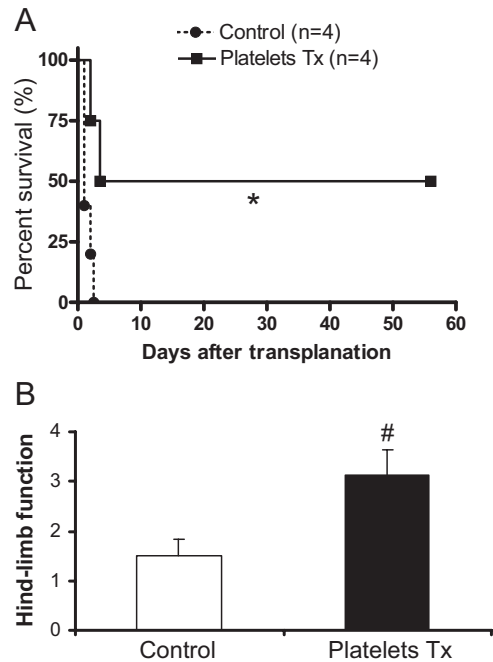 A
Control (n=4)
Platelets Tx (n=4)
Percent survival (%)
100
75
50
25
0
*
0 10 20 30 40 50 60
Days after transplanation
B
Hind-limb function
4
3
2
1
0
#
Control Platelets Tx